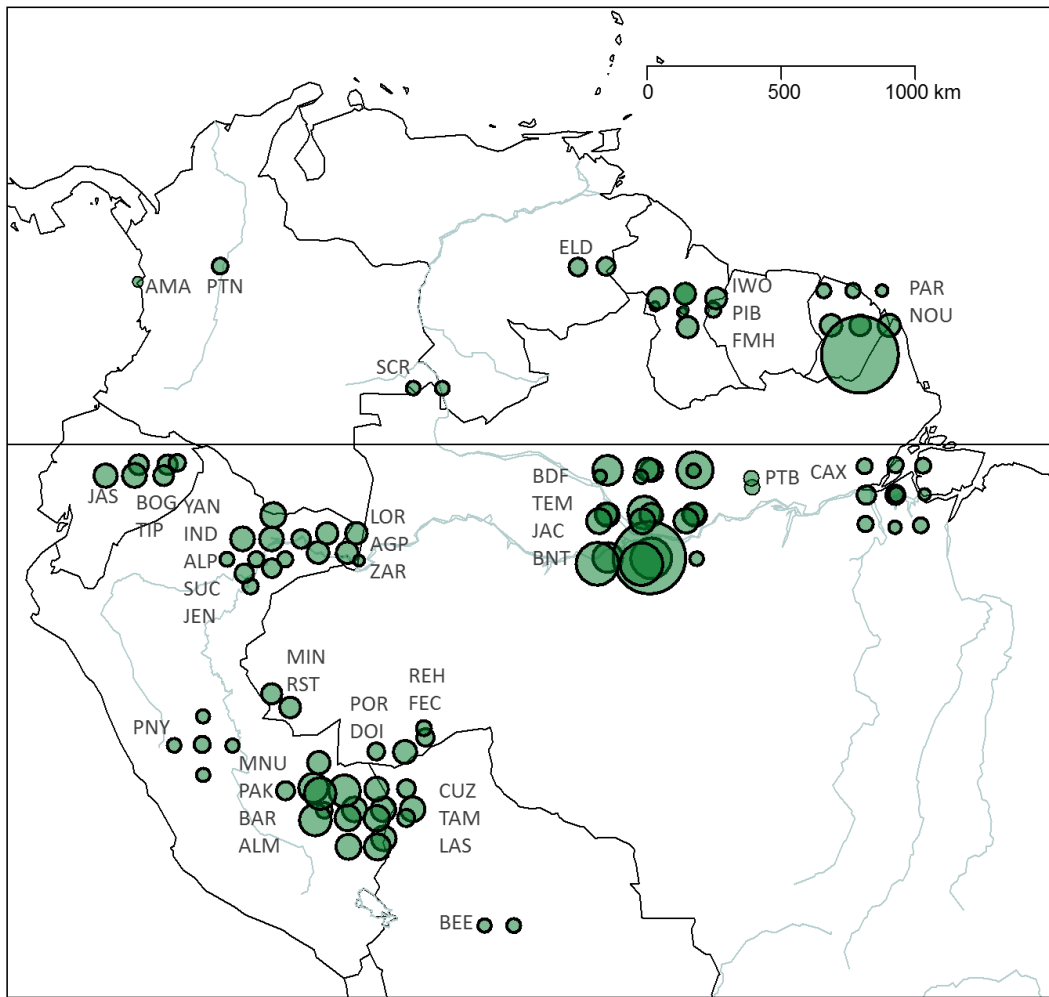 0 500 1000 km
ELD
AMA PTN
IWO
PIB
FMH
PAR
NOU
SCR
JAS
BOG
TIP
YAN
IND
ALP
SUC
JEN
LOR
AGP
ZAR
BDF
TEM
JAC
BNT
PTB
CAX
MIN
RST
REH
FEC
POR
DOI
PNY
MNU
PAK
BAR
ALM
CUZ
TAM
LAS
BEE